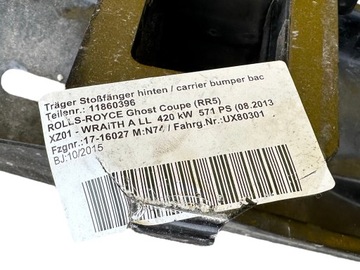 Träger Stoßfänger hinten / carrier bumper bac
Teilenr.: 11860396
ROLLS-ROYCE Ghost Coupe (RR5)
XZ01 - WRAITH A LL 420 kW 571 PS (08.2013
Fzgnr.:17-16027 M:N74 / Fahrg.Nr.:UX80301
BJ:10/2015